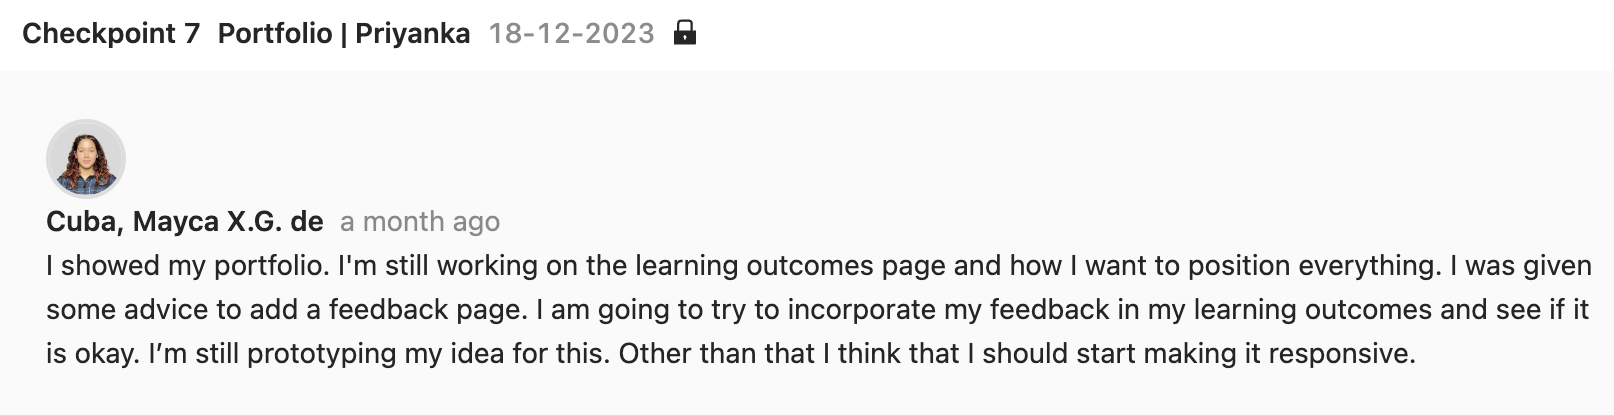 Checkpoint 7 Portfolio | Priyanka 18-12-2023
Cuba, Mayca X.G. de a month ago
I showed my portfolio. I'm still working on the learning outcomes page and how I want to position everything. I was given
some advice to add a feedback page. I am going to try to incorporate my feedback in my learning outcomes and see if it
is okay. I’m still prototyping my idea for this. Other than that I think that I should start making it responsive.